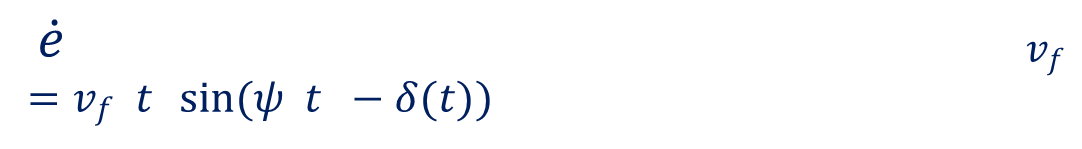 ė
v_f
= v_f t sin(ψ t − δ(t))